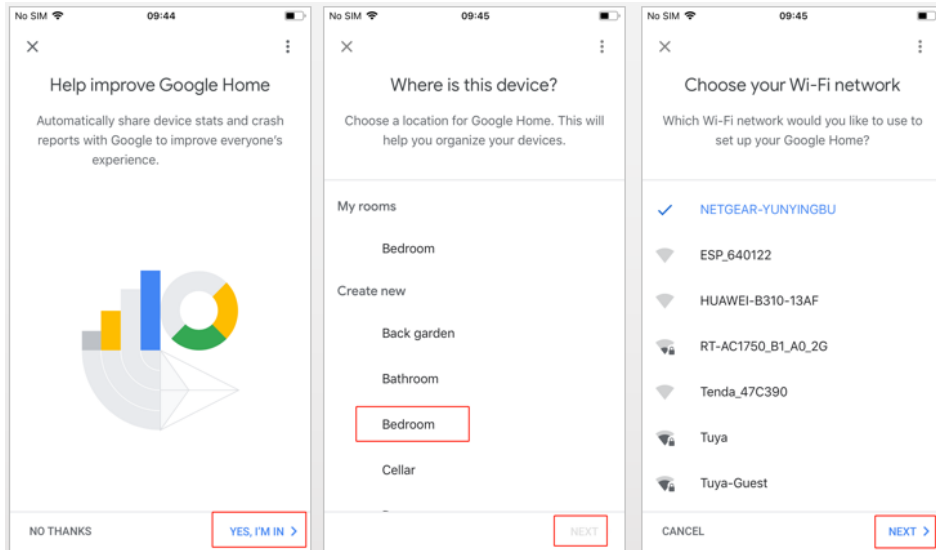 No SIM 09:44
Help improve Google Home
Automatically share device stats and crash
reports with Google to improve everyone's
experience.
NO THANKS
YES, I'M IN >
No SIM 09:45
Where is this device?
Choose a location for Google Home. This will
help you organize your devices.
My rooms
Bedroom
Create new
Back garden
Bathroom
Bedroom
Cellar
NEXT
No SIM 09:45
Choose your Wi-Fi network
Which Wi-Fi network would you like to use to
set up your Google Home?
NETGEAR-YUNYINGBU
ESP_640122
HUAWEI-B310-13AF
RT-AC1750_B1_A0_2G
Tenda_47C390
Tuya
Tuya-Guest
CANCEL
NEXT >